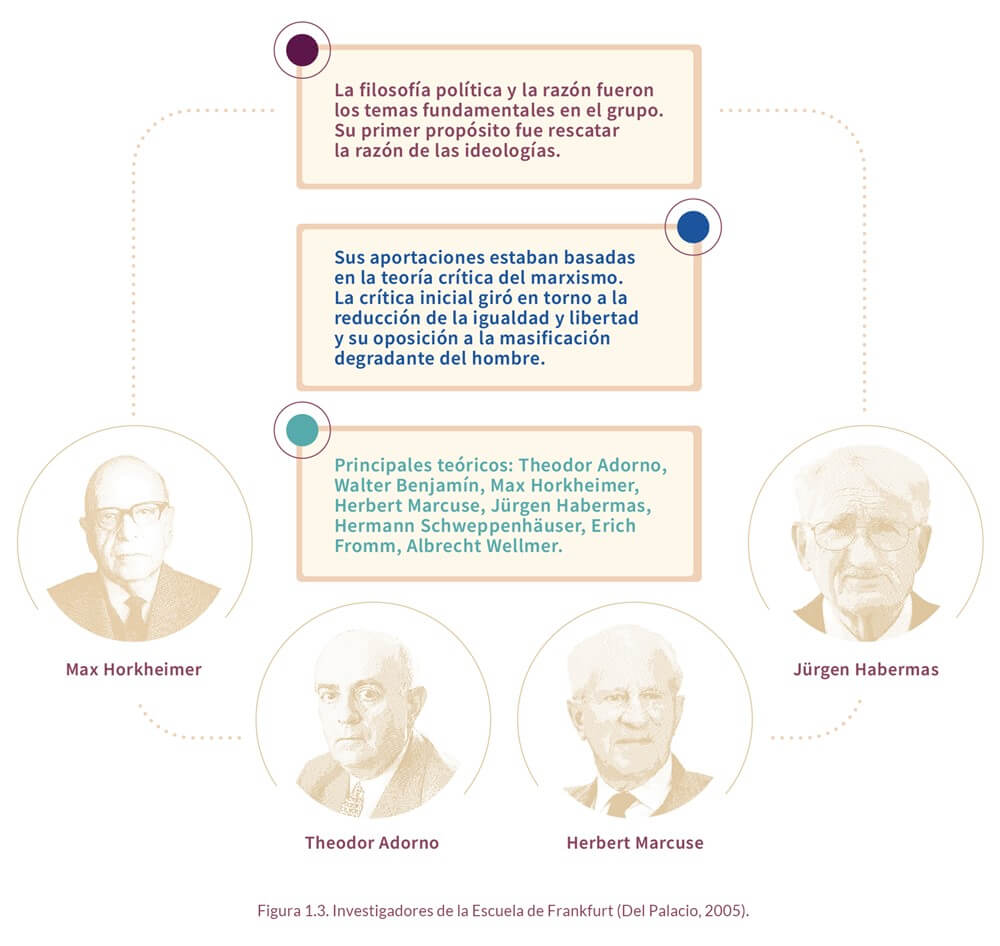 La filosofía política y la razón fueron
los temas fundamentales en el grupo.
Su primer propósito fue rescatar
la razón de las ideologías.
Sus aportaciones estaban basadas
en la teoría crítica del marxismo.
La crítica inicial giró en torno a la
reducción de la igualdad y libertad
y su oposición a la masificación
degradante del hombre.
Principales teóricos: Theodor Adorno,
Walter Benjamín, Max Horkheimer,
Herbert Marcuse, Jürgen Habermas,
Hermann Schweppenhäuser, Erich
Fromm, Albrecht Wellmer.
Max Horkheimer
Jürgen Habermas
Theodor Adorno
Herbert Marcuse
Figura 1.3. Investigadores de la Escuela de Frankfurt (Del Palacio, 2005).